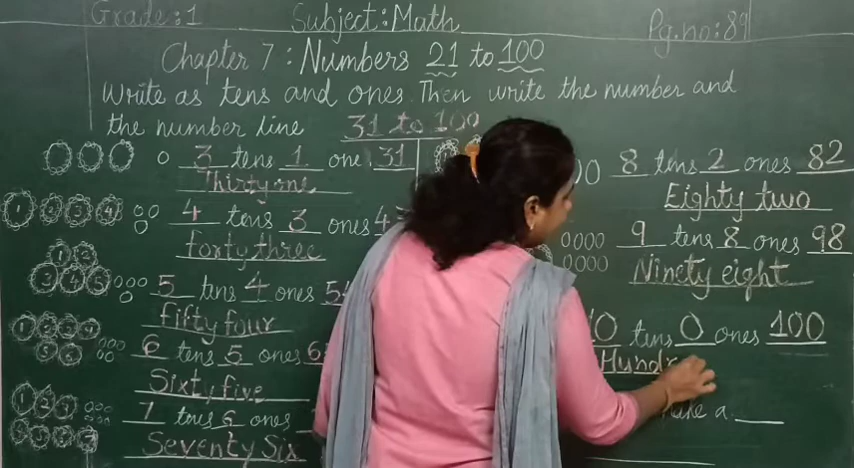 Grade:1 Subject:Math Pg.no:89
Chapter 7: Numbers 21 to 100
Write as tens and ones. Then write the number and
the number line 31 to 100
3 tens 1 one 31
Thirty one
4 tens 3 ones
forty three
5 tens 4 ones
fifty four
6 tens 5 ones
Sixty five
7 tens 6 ones
Seventy Six
8 tens 2 ones 82
Eighty two
9 tens 8 ones 98
Ninety eight
10 tens 0 ones 100
a